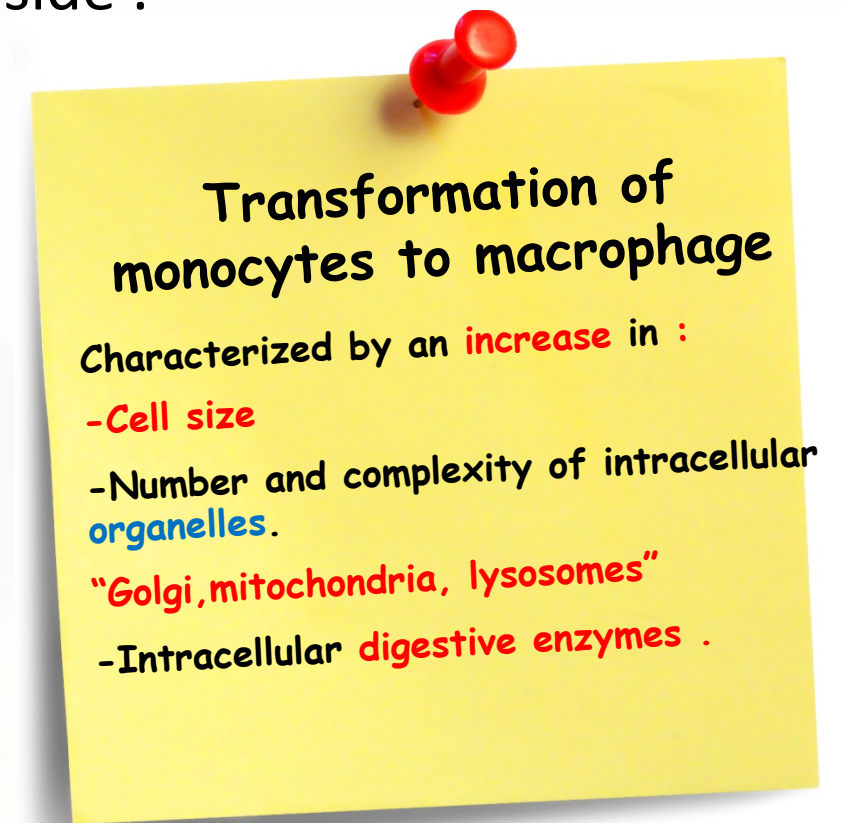 side :
Transformation of
monocytes to macrophage
Characterized by an increase in :
-Cell size
-Number and complexity of intracellular
organelles.
“Golgi,mitochondria, lysosomes”
-Intracellular digestive enzymes .